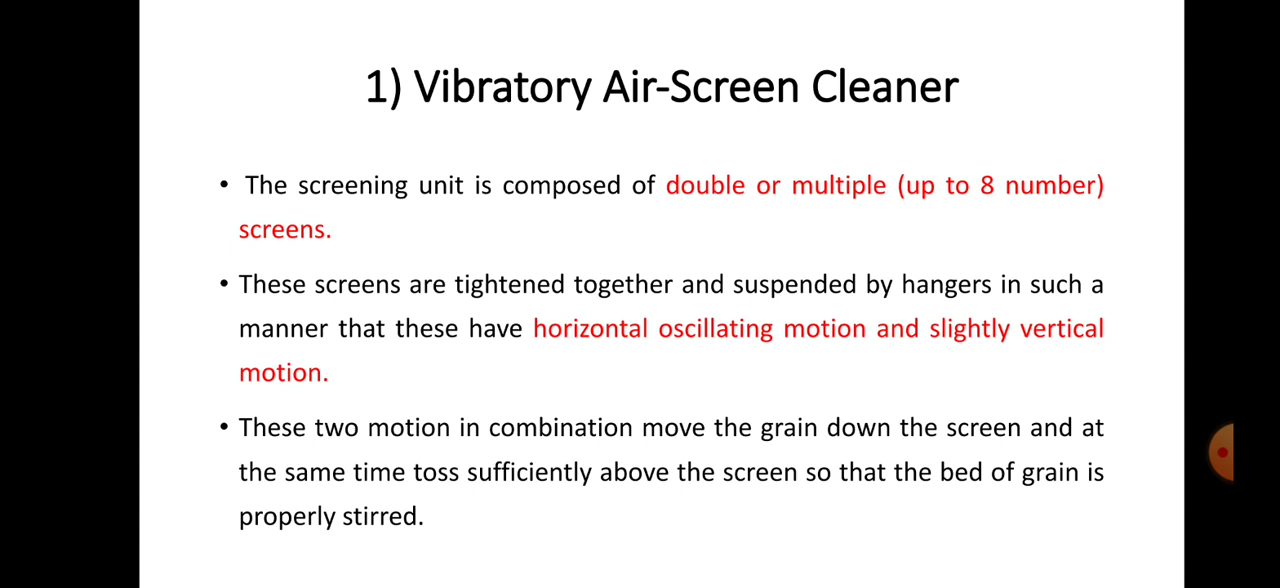 1) Vibratory Air-Screen Cleaner
• The screening unit is composed of double or multiple (up to 8 number)
screens.
• These screens are tightened together and suspended by hangers in such a
manner that these have horizontal oscillating motion and slightly vertical
motion.
• These two motion in combination move the grain down the screen and at
the same time toss sufficiently above the screen so that the bed of grain is
properly stirred.